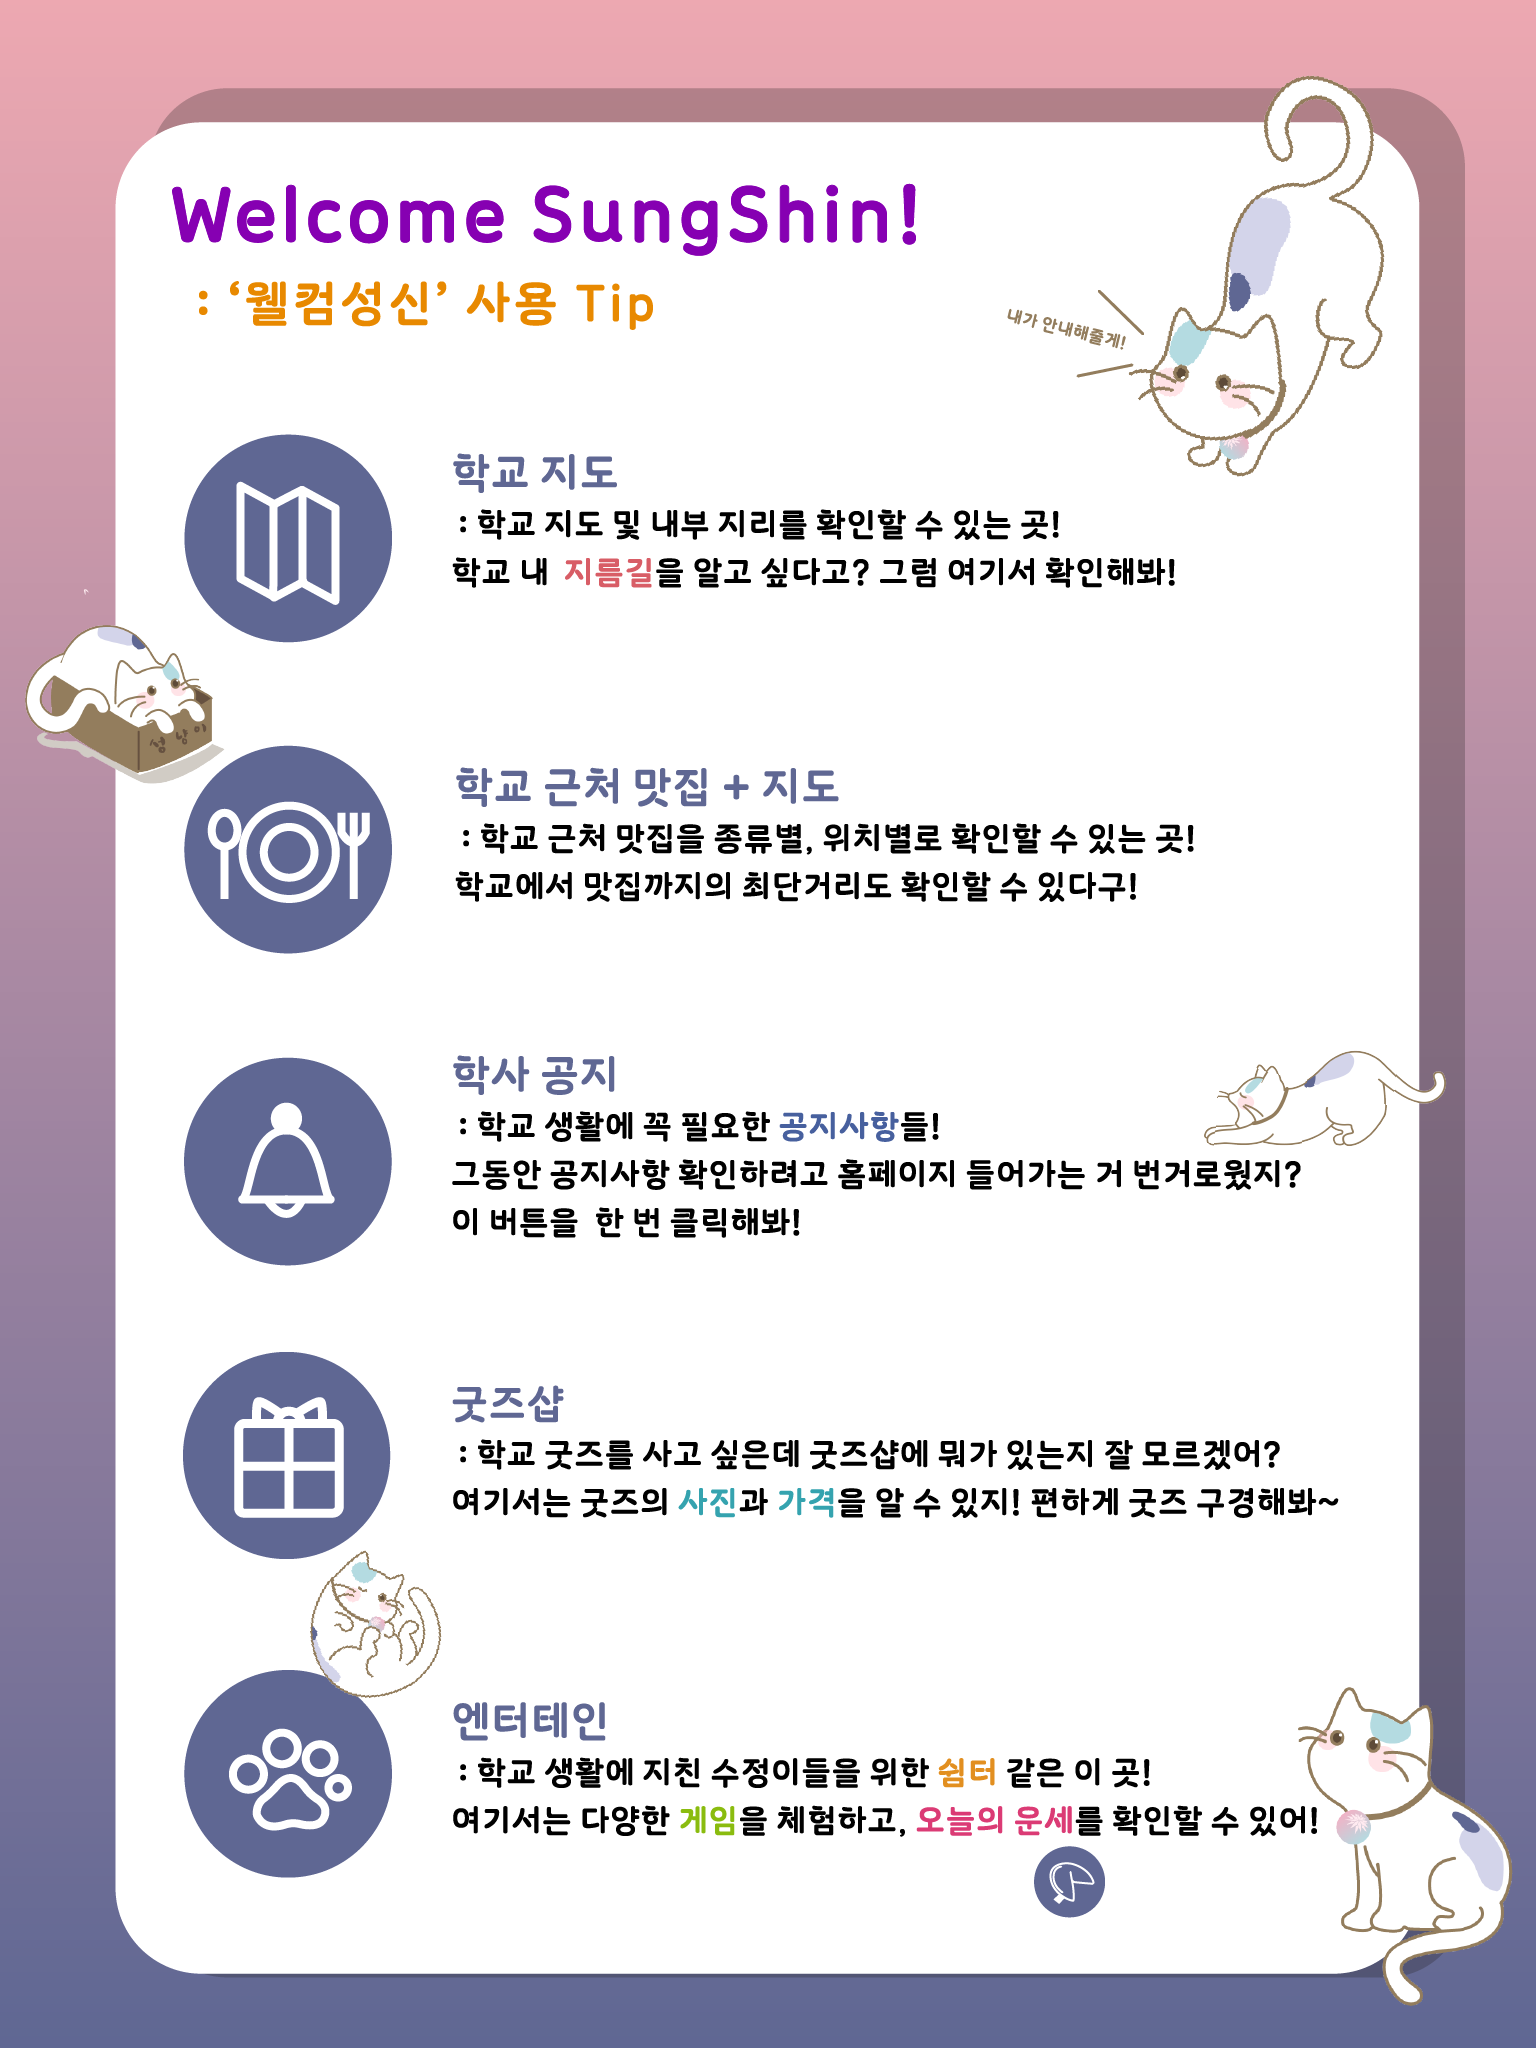 Welcome SungShin!
: ‘웰컴성신’ 사용 Tip
내가 안내해줄게!
학교 지도
: 학교 지도 및 내부 지리를 확인할 수 있는 곳!
학교 내 지름길을 알고 싶다고? 그럼 여기서 확인해봐!
성냥이
학교 근처 맛집 + 지도
: 학교 근처 맛집을 종류별, 위치별로 확인할 수 있는 곳!
학교에서 맛집까지의 최단거리도 확인할 수 있다구!
학사 공지
: 학교 생활에 꼭 필요한 공지사항들!
그동안 공지사항 확인하려고 홈페이지 들어가는 거 번거로웠지?
이 버튼을 한 번 클릭해봐!
굿즈샵
: 학교 굿즈를 사고 싶은데 굿즈샵에 뭐가 있는지 잘 모르겠어?
여기서는 굿즈의 사진과 가격을 알 수 있지! 편하게 굿즈 구경해봐~
엔터테인
: 학교 생활에 지친 수정이들을 위한 쉼터 같은 이 곳!
여기서는 다양한 게임을 체험하고, 오늘의 운세를 확인할 수 있어!